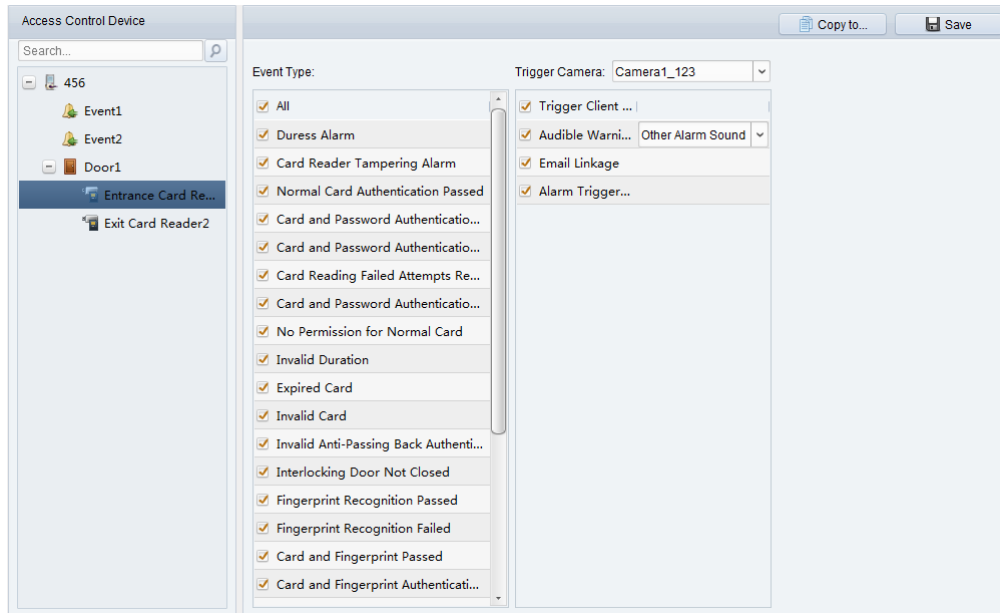 Access Control Device
Copy to...
Save
Search...
456
Event1
Event2
Door1
Entrance Card Re...
Exit Card Reader2
Event Type:
All
Duress Alarm
Card Reader Tampering Alarm
Normal Card Authentication Passed
Card and Password Authenticatio...
Card and Password Authenticatio...
Card Reading Failed Attempts Re...
Card and Password Authenticatio...
No Permission for Normal Card
Invalid Duration
Expired Card
Invalid Card
Invalid Anti-Passing Back Authenti...
Interlocking Door Not Closed
Fingerprint Recognition Passed
Fingerprint Recognition Failed
Card and Fingerprint Passed
Card and Fingerprint Authenticati...
Trigger Camera: Camera1_123
Trigger Client ...
Audible Warni... Other Alarm Sound
Email Linkage
Alarm Trigger...